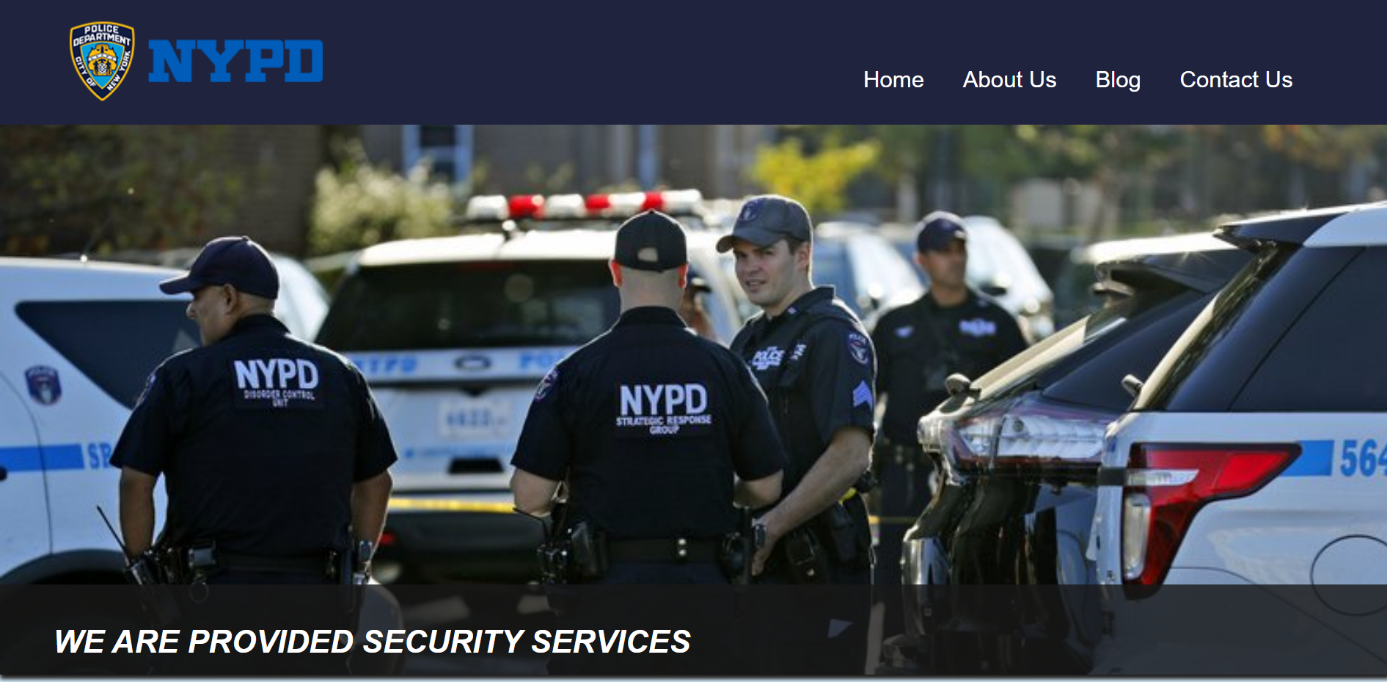 POLICE
DEPARTMENT
CITY OF NEW YORK
NYPD
Home About Us Blog Contact Us
NYPD
DISORDER CONTROL
UNIT
NYPD
STRATEGIC RESPONSE
GROUP
POLICE
NYPD
564
WE ARE PROVIDED SECURITY SERVICES